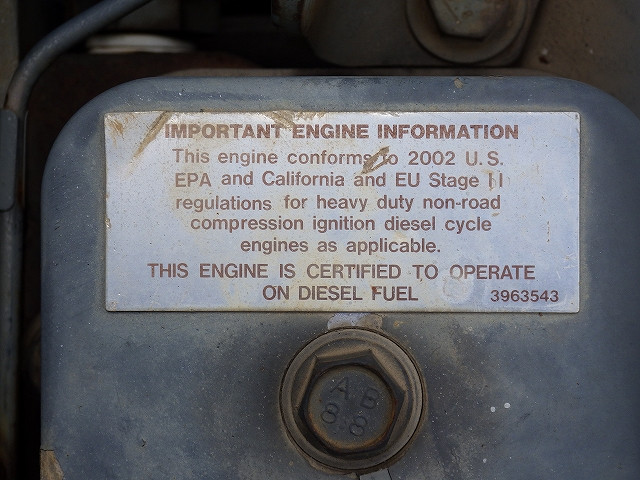 IMPORTANT ENGINE INFORMATION
This engine conforms to 2002 U.S.
EPA and California and EU Stage II
regulations for heavy duty non-road
compression ignition diesel cycle
engines as applicable.
THIS ENGINE IS CERTIFIED TO OPERATE
ON DIESEL FUEL 3963543
AB
8.8